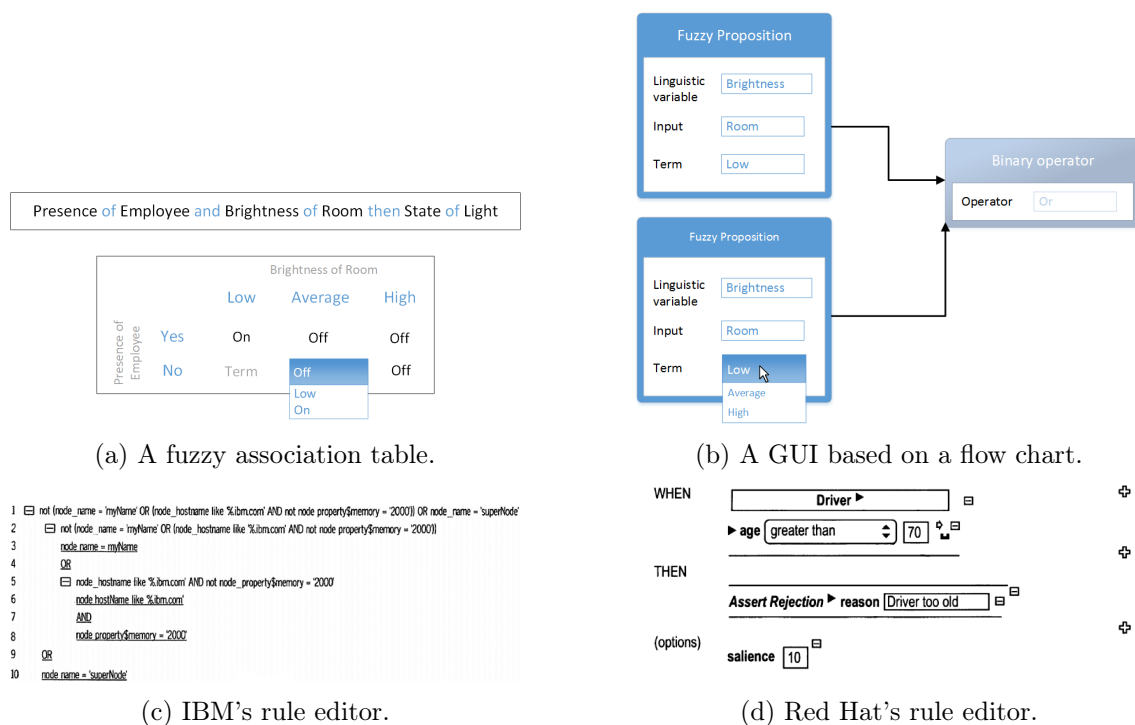 Presence of Employee and Brightness of Room then State of Light
Brightness of Room
Low Average High
Presence of
Employee
Yes On Off Off
No Term Off Off
Low
On
(a) A fuzzy association table.
Fuzzy Proposition
Linguistic
variable
Brightness
Input Room
Term Low
Binary operator
Operator Or
Fuzzy Proposition
Linguistic
variable
Brightness
Input Room
Term Low
Average
High
(b) A GUI based on a flow chart.
1 not (node_name = 'myName' OR (node_hostname like '%.ibm.com' AND not node property$memory = '2000')) OR node_name = 'superNode'
2 not (node_name = 'myName' OR (node_hostname like '%.ibm.com' AND not node_property$memory = '2000'))
3 node name = myName
4 OR
5 node_hostname like '%.ibm.com' AND not node_property$memory = '2000'
6 node hostName like '%.ibm.com'
7 AND
8 node property$memory = '2000'
9 OR
10 node name = 'superNode'
(c) IBM's rule editor.
WHEN
Driver
age greater than 70
THEN
Assert Rejection reason Driver too old
(options)
salience 10
(d) Red Hat's rule editor.